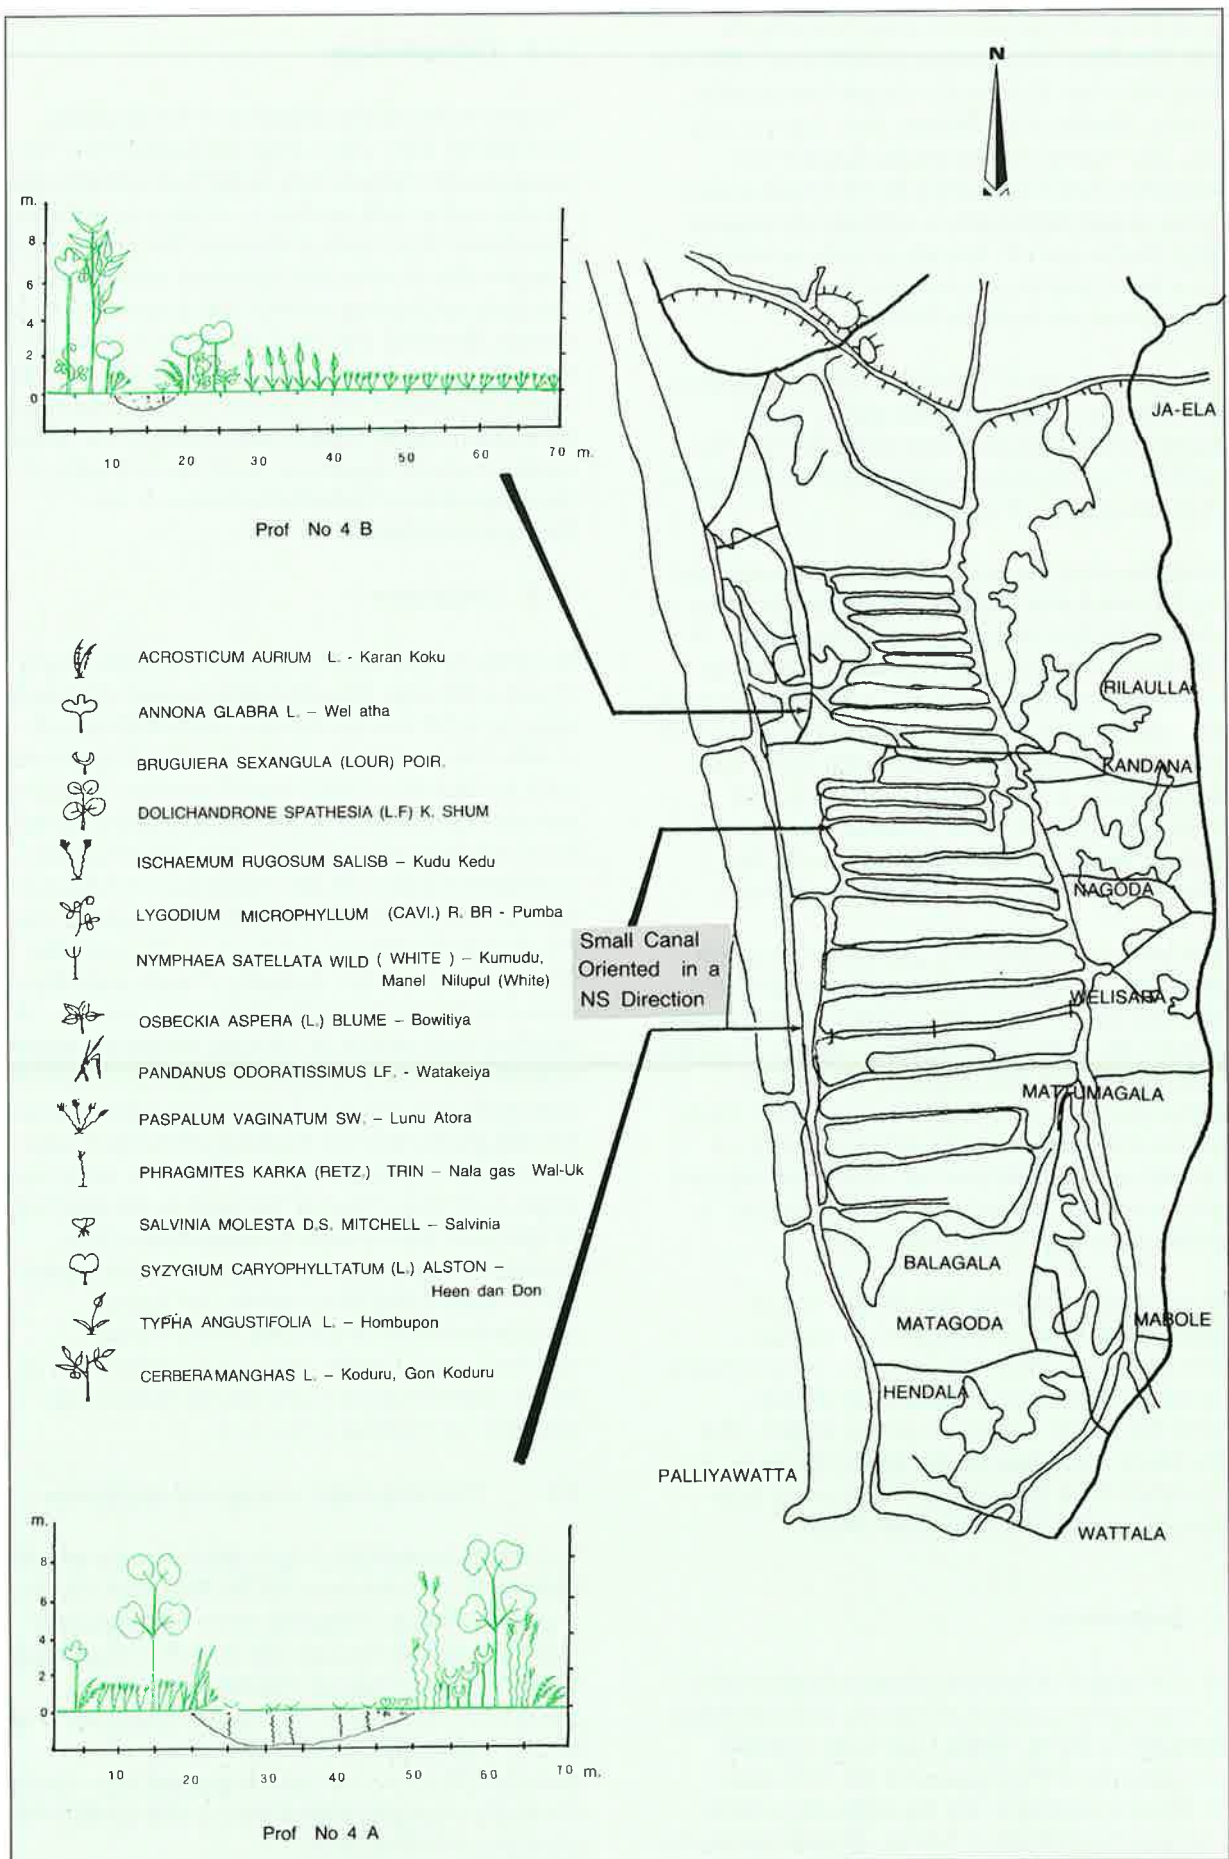 N
m.
8
6
4
2
0
10 20 30 40 50 60 70 m.
Prof No 4 B
ACROSTICUM AURIUM L. - Karan Koku
ANNONA GLABRA L. – Wel atha
BRUGUIERA SEXANGULA (LOUR) POIR.
DOLICHANDRONE SPATHESIA (L.F) K. SHUM
ISCHAEMUM RUGOSUM SALISB – Kudu Kedu
LYGODIUM MICROPHYLLUM (CAVI.) R. BR - Pumba
NYMPHAEA SATELLATA WILD ( WHITE ) – Kumudu,
Manel Nilupul (White)
OSBECKIA ASPERA (L.) BLUME – Bowitiya
PANDANUS ODORATISSIMUS LF. - Watakeiya
PASPALUM VAGINATUM SW. – Lunu Atora
PHRAGMITES KARKA (RETZ.) TRIN – Nala gas Wal-Uk
SALVINIA MOLESTA D.S. MITCHELL – Salvinia
SYZYGIUM CARYOPHYLLTATUM (L.) ALSTON –
Heen dan Don
TYPHA ANGUSTIFOLIA L. – Hombupon
CERBERAMANGHAS L. – Koduru, Gon Koduru
Small Canal
Oriented in a
NS Direction
JA-ELA
RILAULLA
KANDANA
NAGODA
WELISARA
MATTUMAGALA
BALAGALA
MATAGODA
MABOLE
HENDALA
PALLIYAWATTA
WATTALA
m.
8
6
4
2
0
10 20 30 40 50 60 70 m.
Prof No 4 A